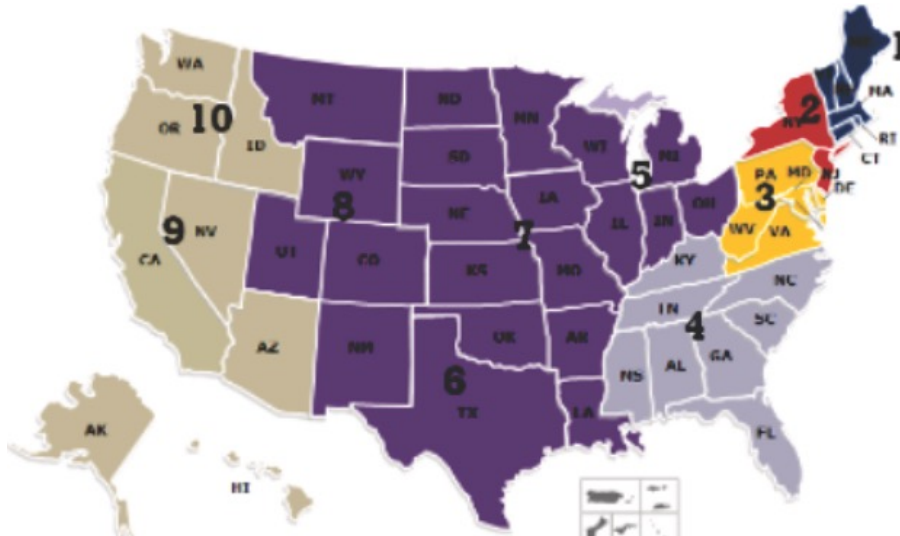 WA
MT
ND
MN
OR
10
ID
WY
8
SD
WI
5
MI
NY
2
MA
RI
CT
NJ
DE
PA
MD
3
WV
VA
9
NV
CA
UT
CO
NE
IA
7
KS
MO
IL
IN
OH
KY
NC
TN
4
SC
AZ
NM
OK
AR
MS
AL
GA
6
TX
LA
FL
AK
HI
1